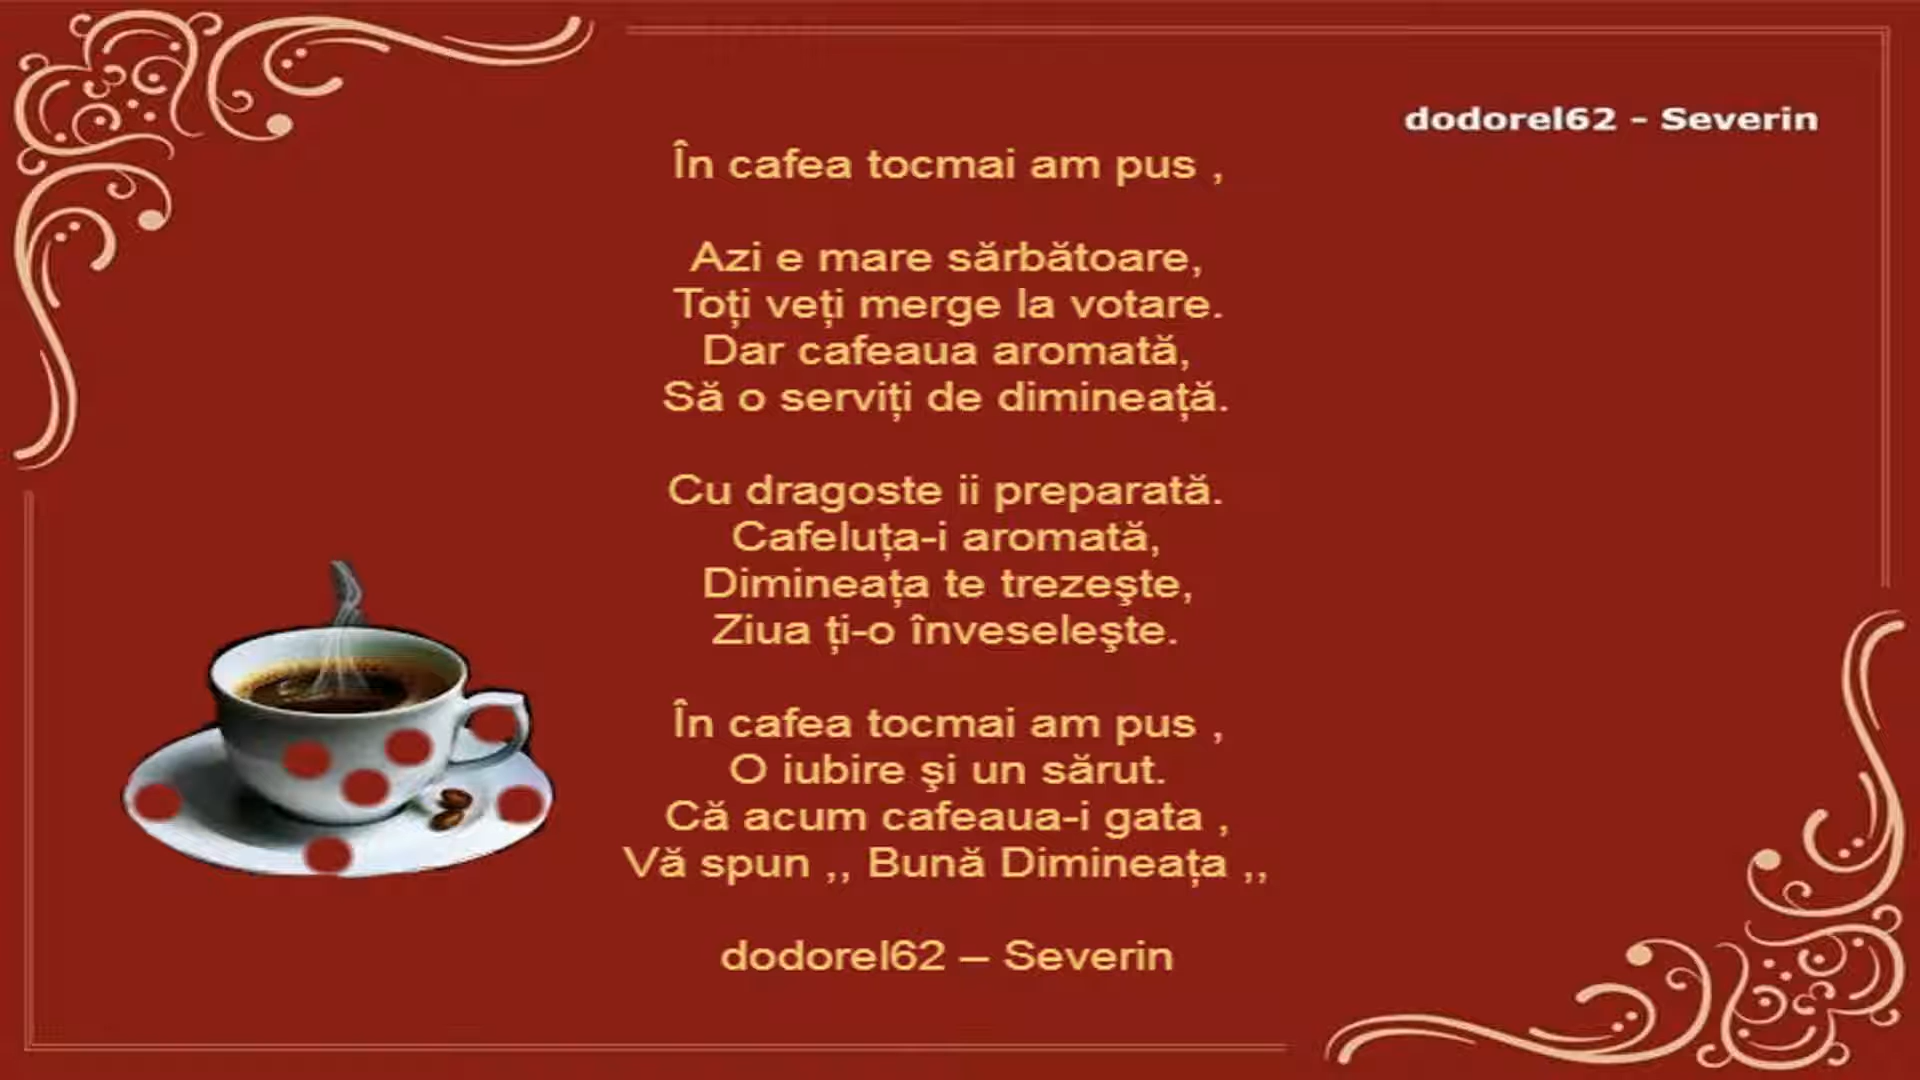 dodorel62 - Severin
În cafea tocmai am pus ,
Azi e mare sărbătoare,
Toți veți merge la votare.
Dar cafeaua aromată,
Să o serviți de dimineață.
Cu dragoste ii preparată.
Cafeluța-i aromată,
Dimineața te trezeşte,
Ziua ți-o înveseleşte.
În cafea tocmai am pus ,
O iubire şi un sărut.
Că acum cafeaua-i gata ,
Vă spun ,, Bună Dimineața ,,
dodorel62 – Severin